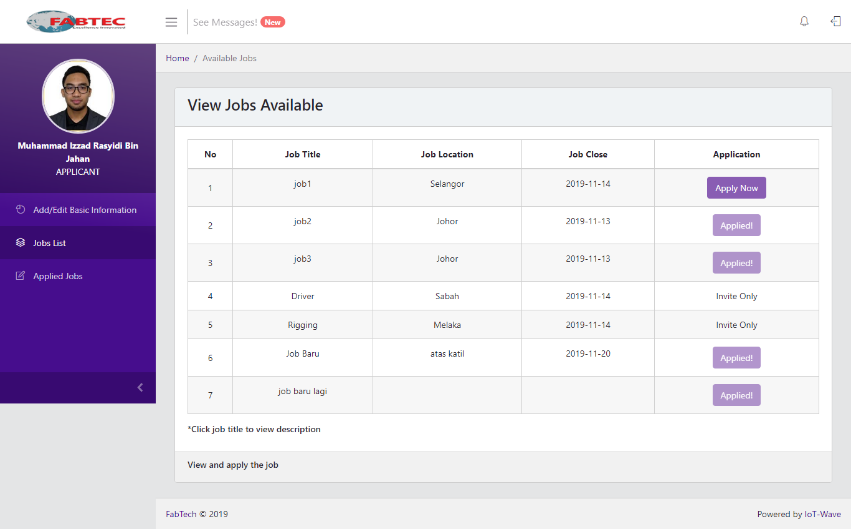 FABTEC
See Messages! New
Home / Available Jobs
Muhammad Izzad Rasyidi Bin
Jahan
APPLICANT
Add/Edit Basic Information
Jobs List
Applied Jobs
View Jobs Available
No Job Title Job Location Job Close Application
1 job1 Selangor 2019-11-14 Apply Now
2 job2 Johor 2019-11-13 Applied!
3 job3 Johor 2019-11-13 Applied!
4 Driver Sabah 2019-11-14 Invite Only
5 Rigging Melaka 2019-11-14 Invite Only
6 Job Baru atas katil 2019-11-20 Applied!
7 job baru lagi Applied!
*Click job title to view description
View and apply the job
FabTech © 2019 Powered by IoT-Wave